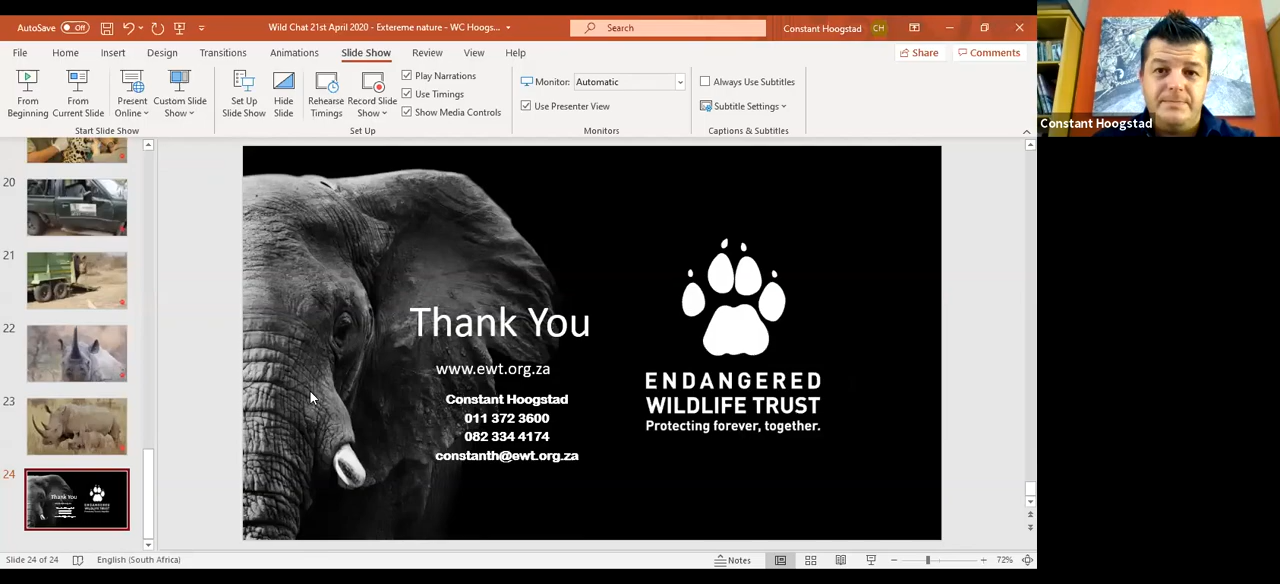 AutoSave Off
Wild Chat 21st April 2020 - Extereme nature - WC Hoogs...
Search
Constant Hoogstad CH
File Home Insert Design Transitions Animations Slide Show Review View Help
Share Comments
From Beginning
From Current Slide
Present Online
Custom Slide Show
Start Slide Show
Set Up Slide Show
Hide Slide
Rehearse Timings
Record Slide Show
Play Narrations
Use Timings
Show Media Controls
Set Up
Monitor: Automatic
Use Presenter View
Monitors
Always Use Subtitles
Subtitle Settings
Captions & Subtitles
Constant Hoogstad
20
21
22
23
24
Thank You
www.ewt.org.za
Constant Hoogstad
011 372 3600
082 334 4174
constanth@ewt.org.za
ENDANGERED
WILDLIFE TRUST
Protecting forever, together.
Thank You
Slide 24 of 24
English (South Africa)
Notes
72%